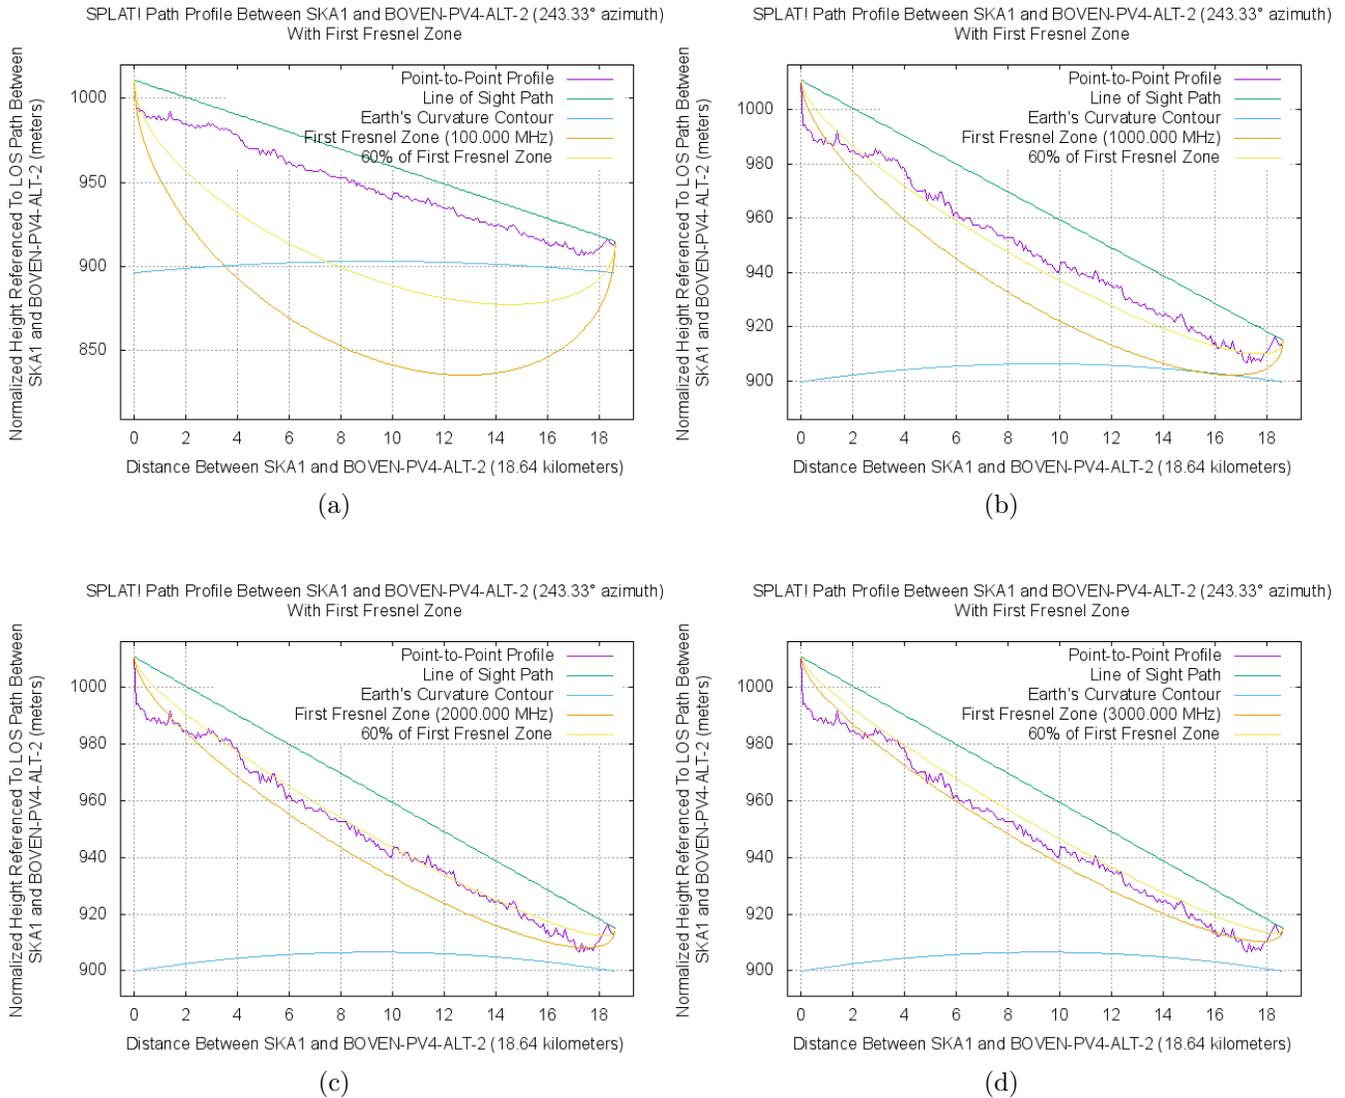 SPLAT! Path Profile Between SKA1 and BOVEN-PV4-ALT-2 (243.33° azimuth)
With First Fresnel Zone
Normalized Height Referenced To LOS Path Between
SKA1 and BOVEN-PV4-ALT-2 (meters)
Point-to-Point Profile
Line of Sight Path
Earth's Curvature Contour
First Fresnel Zone (100.000 MHz)
60% of First Fresnel Zone
1000
950
900
850
0 2 4 6 8 10 12 14 16 18
Distance Between SKA1 and BOVEN-PV4-ALT-2 (18.64 kilometers)
(a)
SPLAT! Path Profile Between SKA1 and BOVEN-PV4-ALT-2 (243.33° azimuth)
With First Fresnel Zone
Normalized Height Referenced To LOS Path Between
SKA1 and BOVEN-PV4-ALT-2 (meters)
Point-to-Point Profile
Line of Sight Path
Earth's Curvature Contour
First Fresnel Zone (1000.000 MHz)
60% of First Fresnel Zone
1000
980
960
940
920
900
0 2 4 6 8 10 12 14 16 18
Distance Between SKA1 and BOVEN-PV4-ALT-2 (18.64 kilometers)
(b)
SPLAT! Path Profile Between SKA1 and BOVEN-PV4-ALT-2 (243.33° azimuth)
With First Fresnel Zone
Normalized Height Referenced To LOS Path Between
SKA1 and BOVEN-PV4-ALT-2 (meters)
Point-to-Point Profile
Line of Sight Path
Earth's Curvature Contour
First Fresnel Zone (2000.000 MHz)
60% of First Fresnel Zone
1000
980
960
940
920
900
0 2 4 6 8 10 12 14 16 18
Distance Between SKA1 and BOVEN-PV4-ALT-2 (18.64 kilometers)
(c)
SPLAT! Path Profile Between SKA1 and BOVEN-PV4-ALT-2 (243.33° azimuth)
With First Fresnel Zone
Normalized Height Referenced To LOS Path Between
SKA1 and BOVEN-PV4-ALT-2 (meters)
Point-to-Point Profile
Line of Sight Path
Earth's Curvature Contour
First Fresnel Zone (3000.000 MHz)
60% of First Fresnel Zone
1000
980
960
940
920
900
0 2 4 6 8 10 12 14 16 18
Distance Between SKA1 and BOVEN-PV4-ALT-2 (18.64 kilometers)
(d)